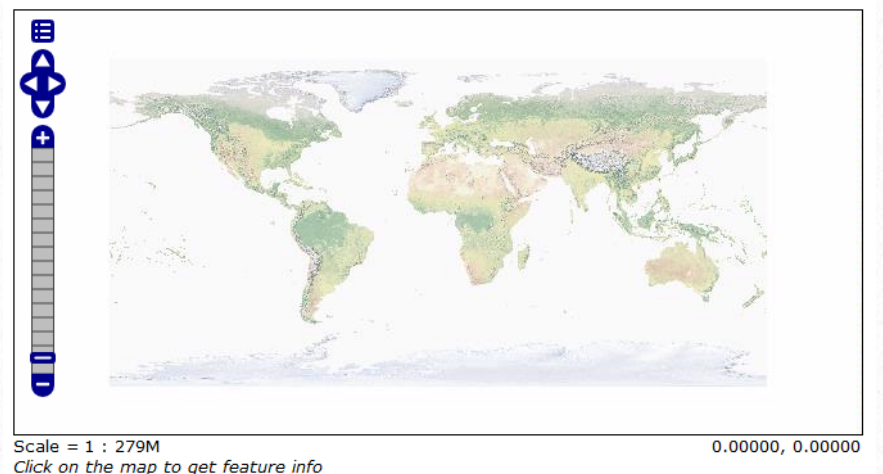 Scale = 1 : 279M
0.00000, 0.00000
Click on the map to get feature info